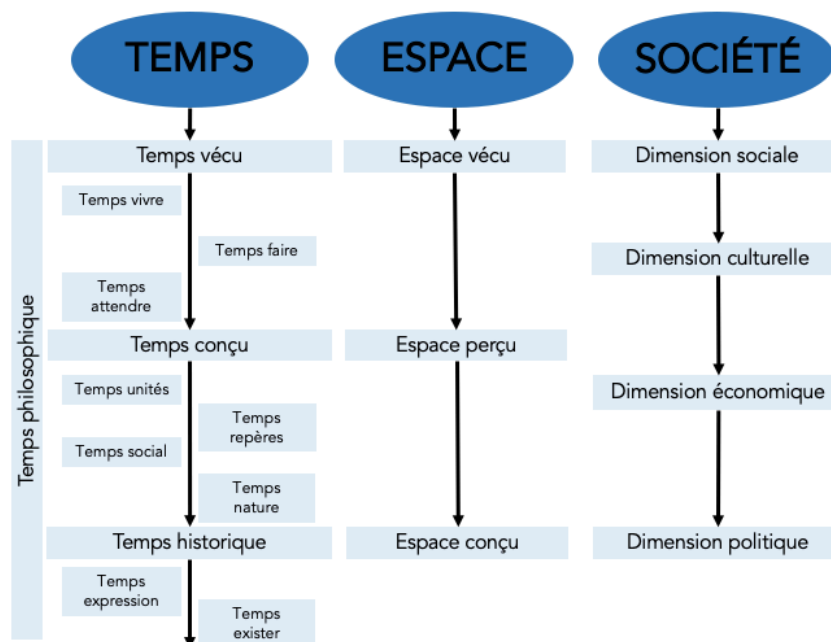 TEMPS
ESPACE
SOCIÉTÉ
Temps philosophique
Temps vécu
Espace vécu
Dimension sociale
Temps vivre
Temps faire
Dimension culturelle
Temps
attendre
Temps conçu
Espace perçu
Temps unités
Dimension économique
Temps
repères
Temps social
Temps
nature
Temps historique
Espace conçu
Dimension politique
Temps
expression
Temps
exister